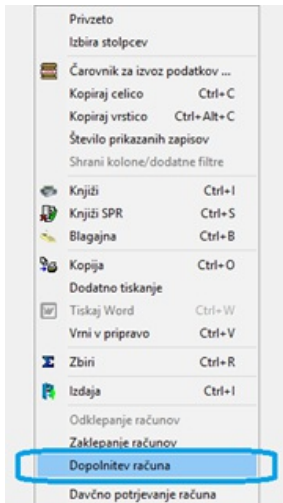 Privzeto
Izbira stolpcev
Čarovnik za izvoz podatkov ...
Kopiraj celico Ctrl+C
Kopiraj vrstico Ctrl+Alt+C
Število prikazanih zapisov
Shrani kolone/dodatne filtre
Knjiži Ctrl+I
Knjiži SPR Ctrl+S
Blagajna Ctrl+B
Kopija Ctrl+O
Dodatno tiskanje
Tiskaj Word Ctrl+W
Vrni v pripravo Ctrl+V
Zbiri Ctrl+R
Izdaja Ctrl+I
Odklepanje računov
Zaklepanje računov
Dopolnitev računa
Davčno potrjevanje računa